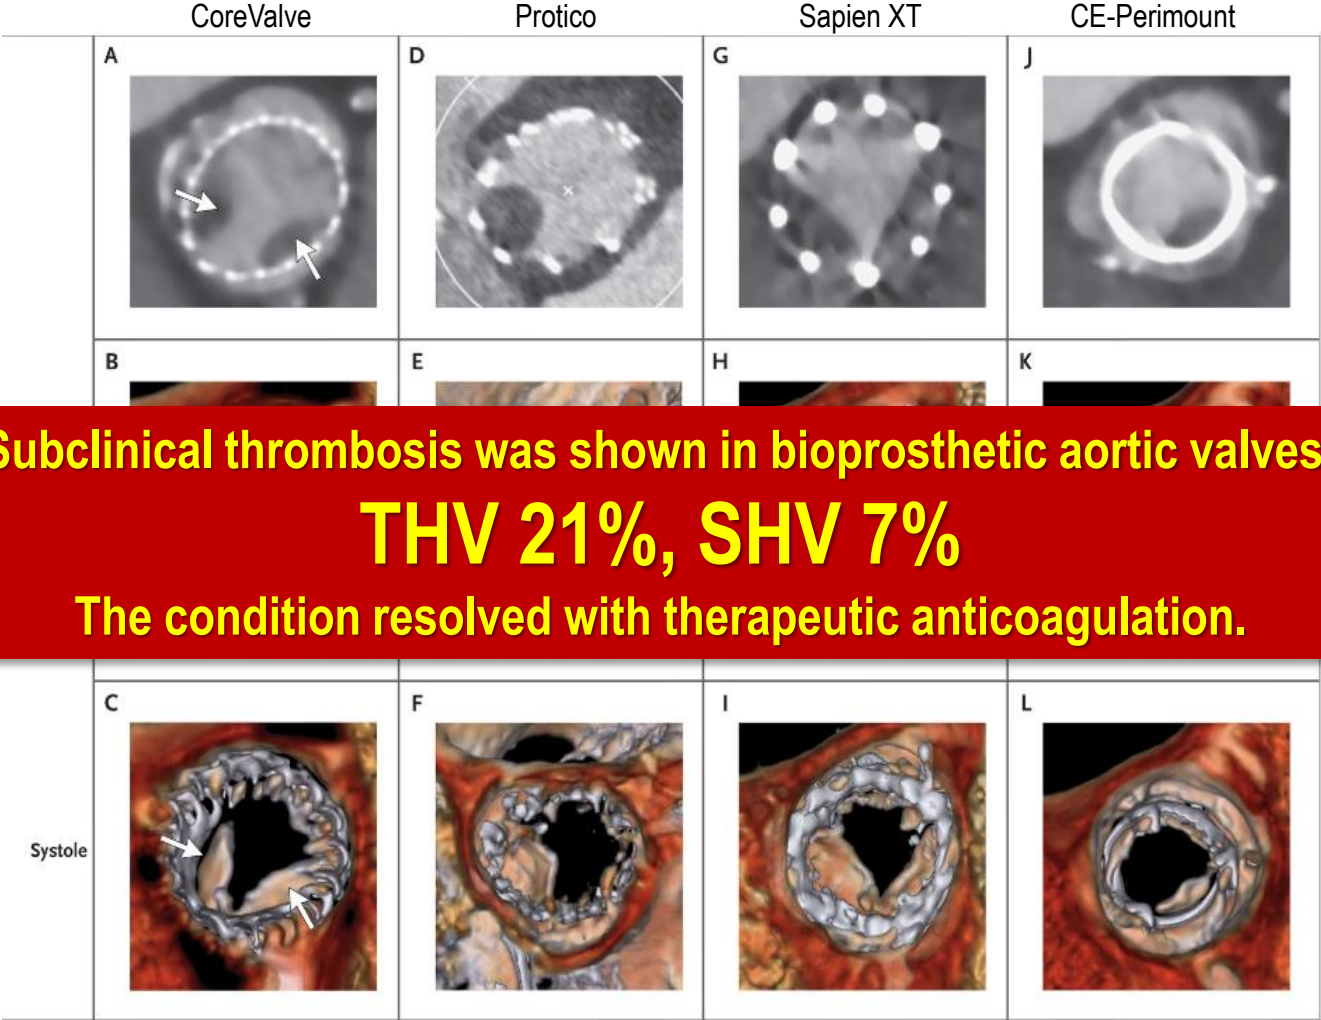 CoreValve Protico Sapien XT CE-Perimount
A D G J
B E H K
Subclinical thrombosis was shown in bioprosthetic aortic valves
THV 21%, SHV 7%
The condition resolved with therapeutic anticoagulation.
C F I L
Systole